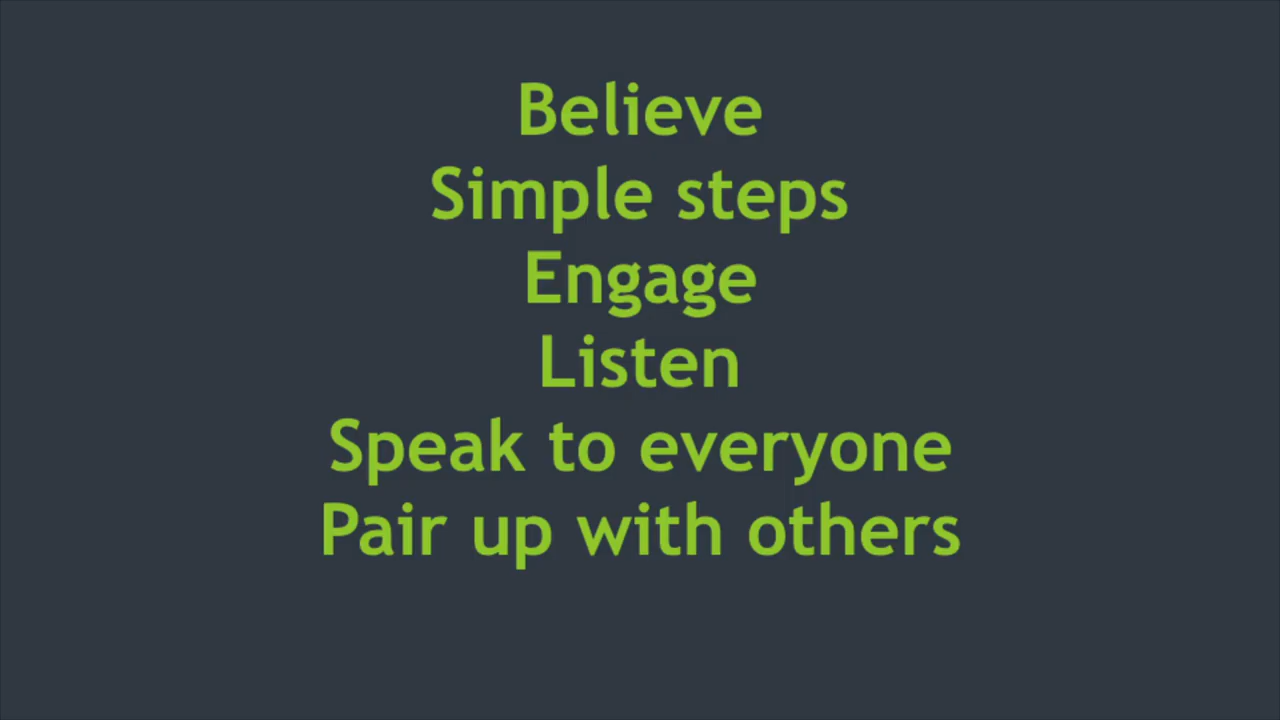 Believe
Simple steps
Engage
Listen
Speak to everyone
Pair up with others